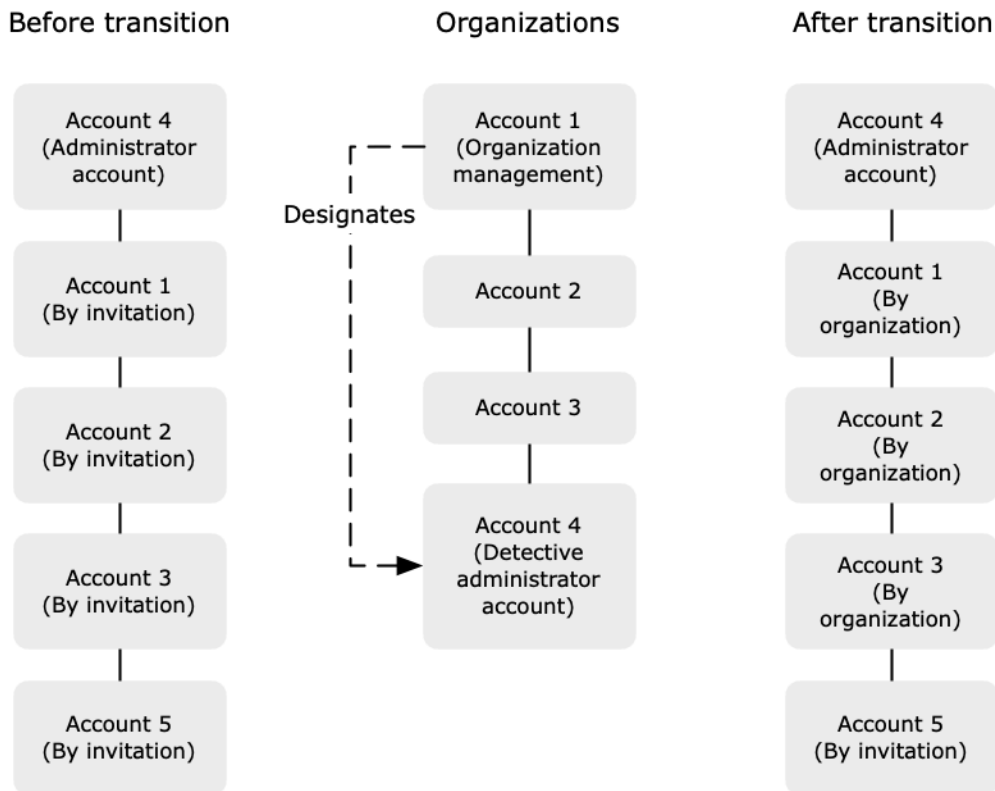 Before transition
Organizations
After transition
Account 4
(Administrator
account)
Account 1
(By invitation)
Account 2
(By invitation)
Account 3
(By invitation)
Account 5
(By invitation)
Account 1
(Organization
management)
Designates
Account 2
Account 3
Account 4
(Detective
administrator
account)
Account 4
(Administrator
account)
Account 1
(By
organization)
Account 2
(By
organization)
Account 3
(By
organization)
Account 5
(By invitation)